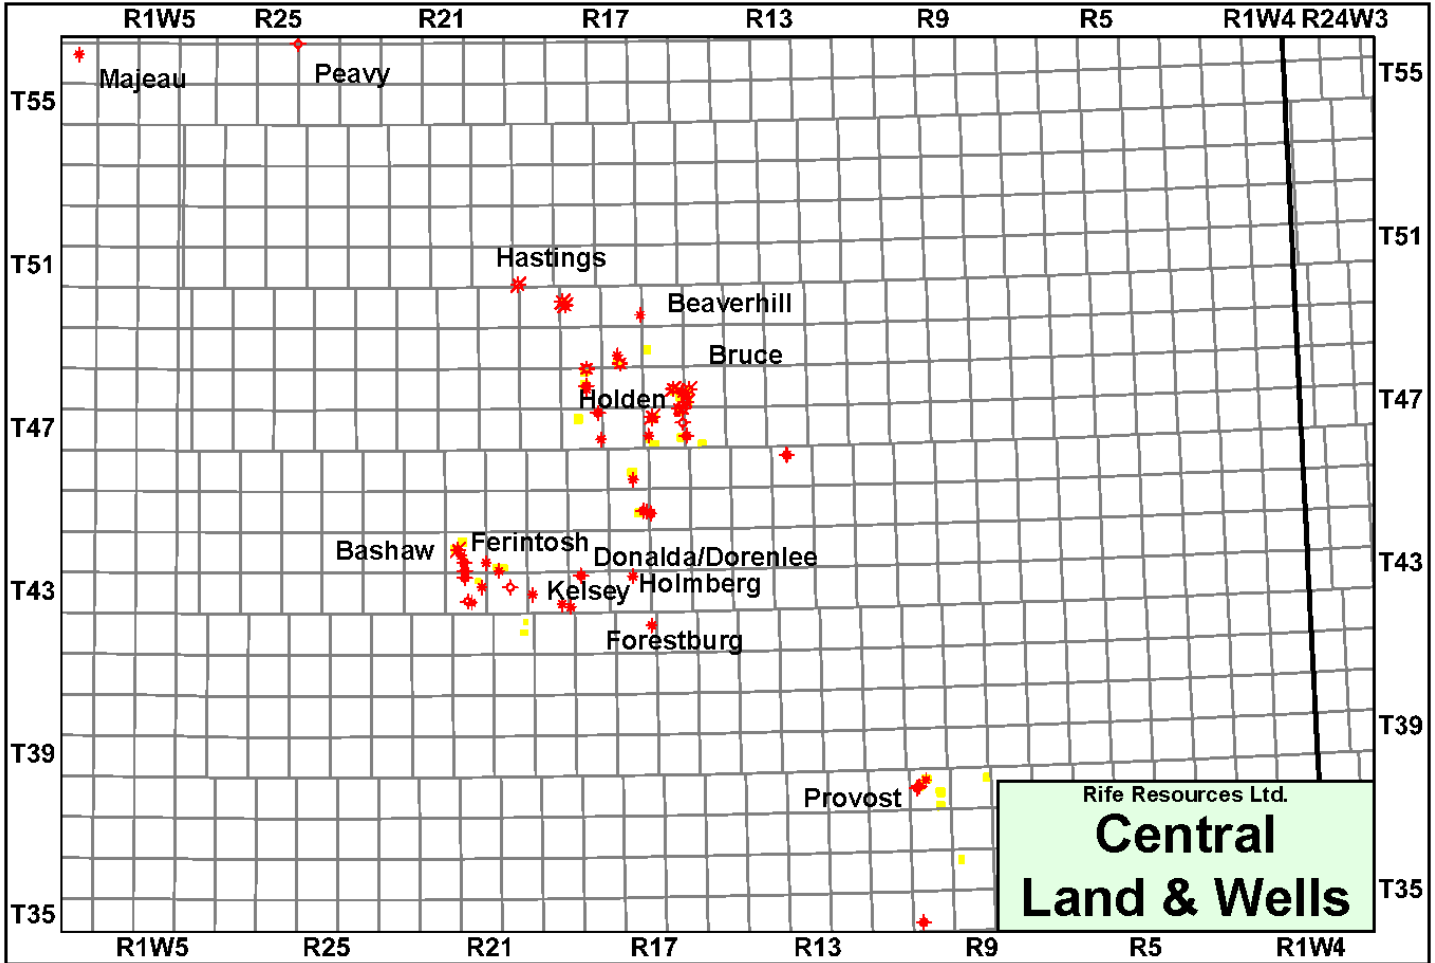 R1W5 R25 R21 R17 R13 R9 R5 R1W4 R24W3
Majeau
Peavy
T55
T55
T51
Hastings
T51
Beaverhill
Bruce
Holden
T47
T47
Bashaw
Ferintosh
Donalda/Dorenlee
T43
Kelsey
Holmberg
T43
Forestburg
T39
T39
Provost
Rife Resources Ltd.
Central
Land & Wells
T35
T35
R1W5 R25 R21 R17 R13 R9 R5 R1W4